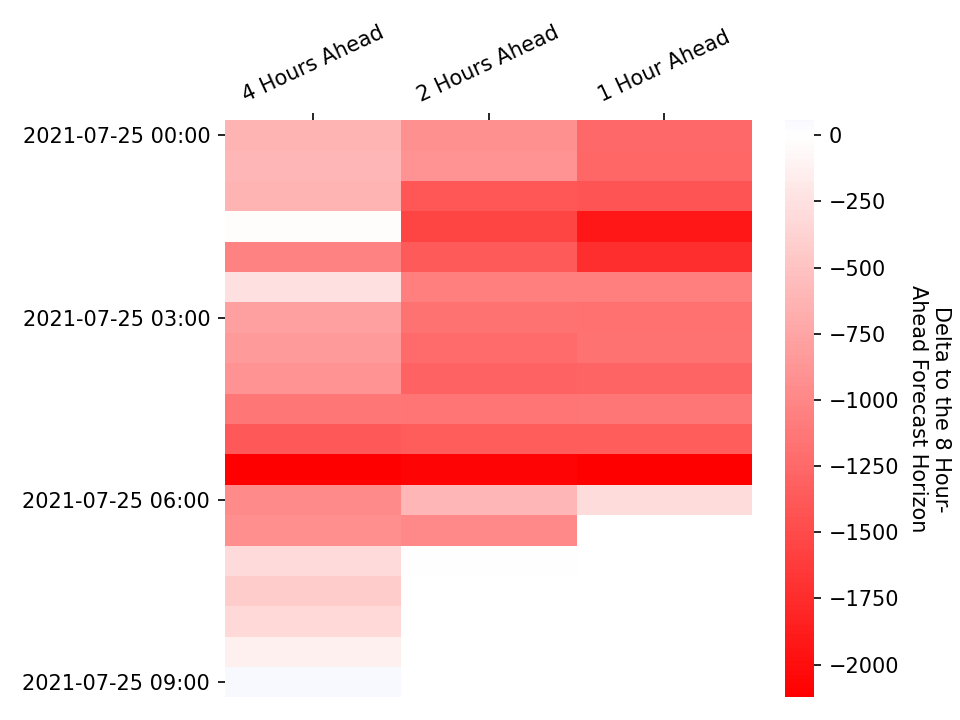 4 Hours Ahead
2 Hours Ahead
1 Hour Ahead
2021-07-25 00:00
2021-07-25 03:00
2021-07-25 06:00
2021-07-25 09:00
0
−250
−500
−750
−1000
−1250
−1500
−1750
−2000
Delta to the 8 Hour-
Ahead Forecast Horizon